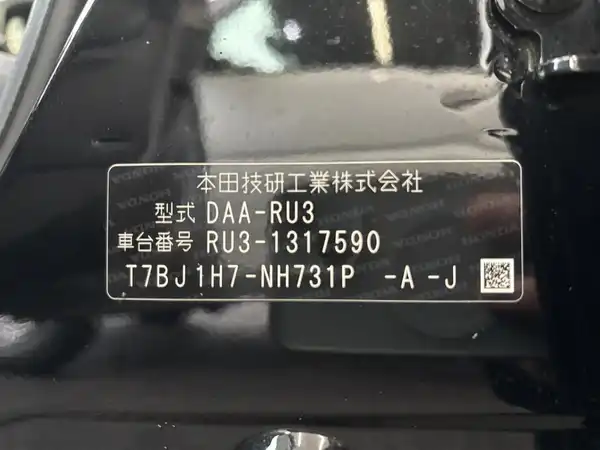 本田技研工業株式会社
型式 DAA-RU3
車台番号 RU3-1317590
T7BJ1H7-NH731P -A -J